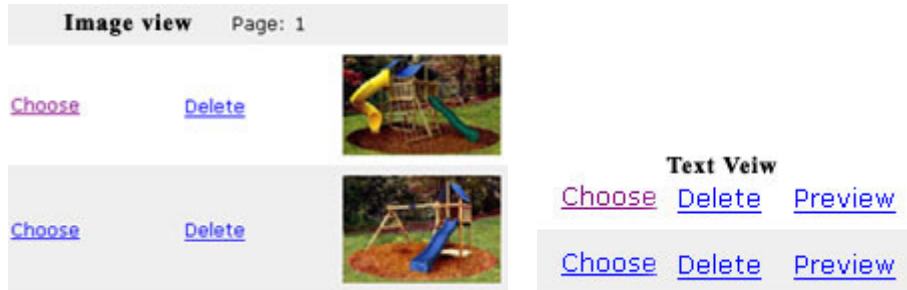 Image view Page: 1
Choose Delete
Choose Delete
Text Veiw
Choose Delete Preview
Choose Delete Preview